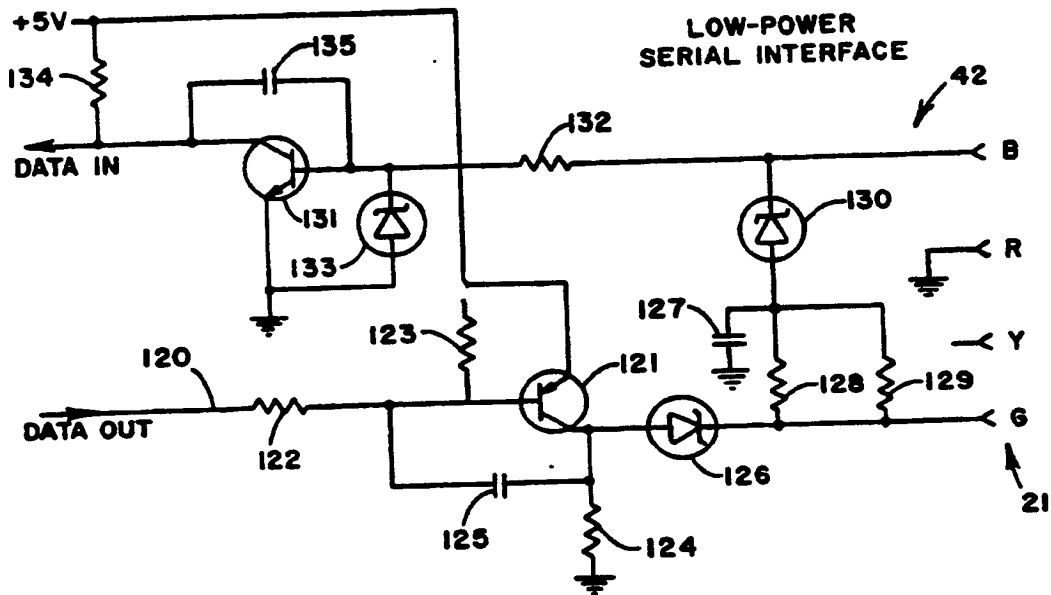 +5V
LOW-POWER
SERIAL INTERFACE
135
134
42
132
B
DATA IN
131
130
133
R
127
123
Y
120
121
128
129
G
DATA OUT
122
126
21
125
124